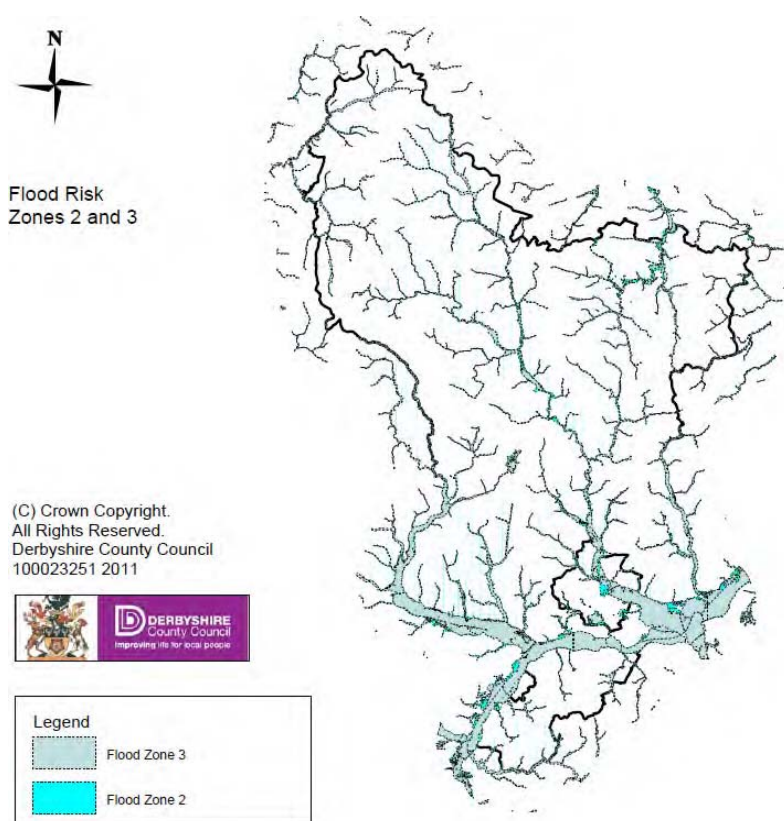 N
Flood Risk
Zones 2 and 3
(C) Crown Copyright.
All Rights Reserved.
Derbyshire County Council
100023251 2011
DERBYSHIRE
County Council
Improving life for local people
Legend
Flood Zone 3
Flood Zone 2